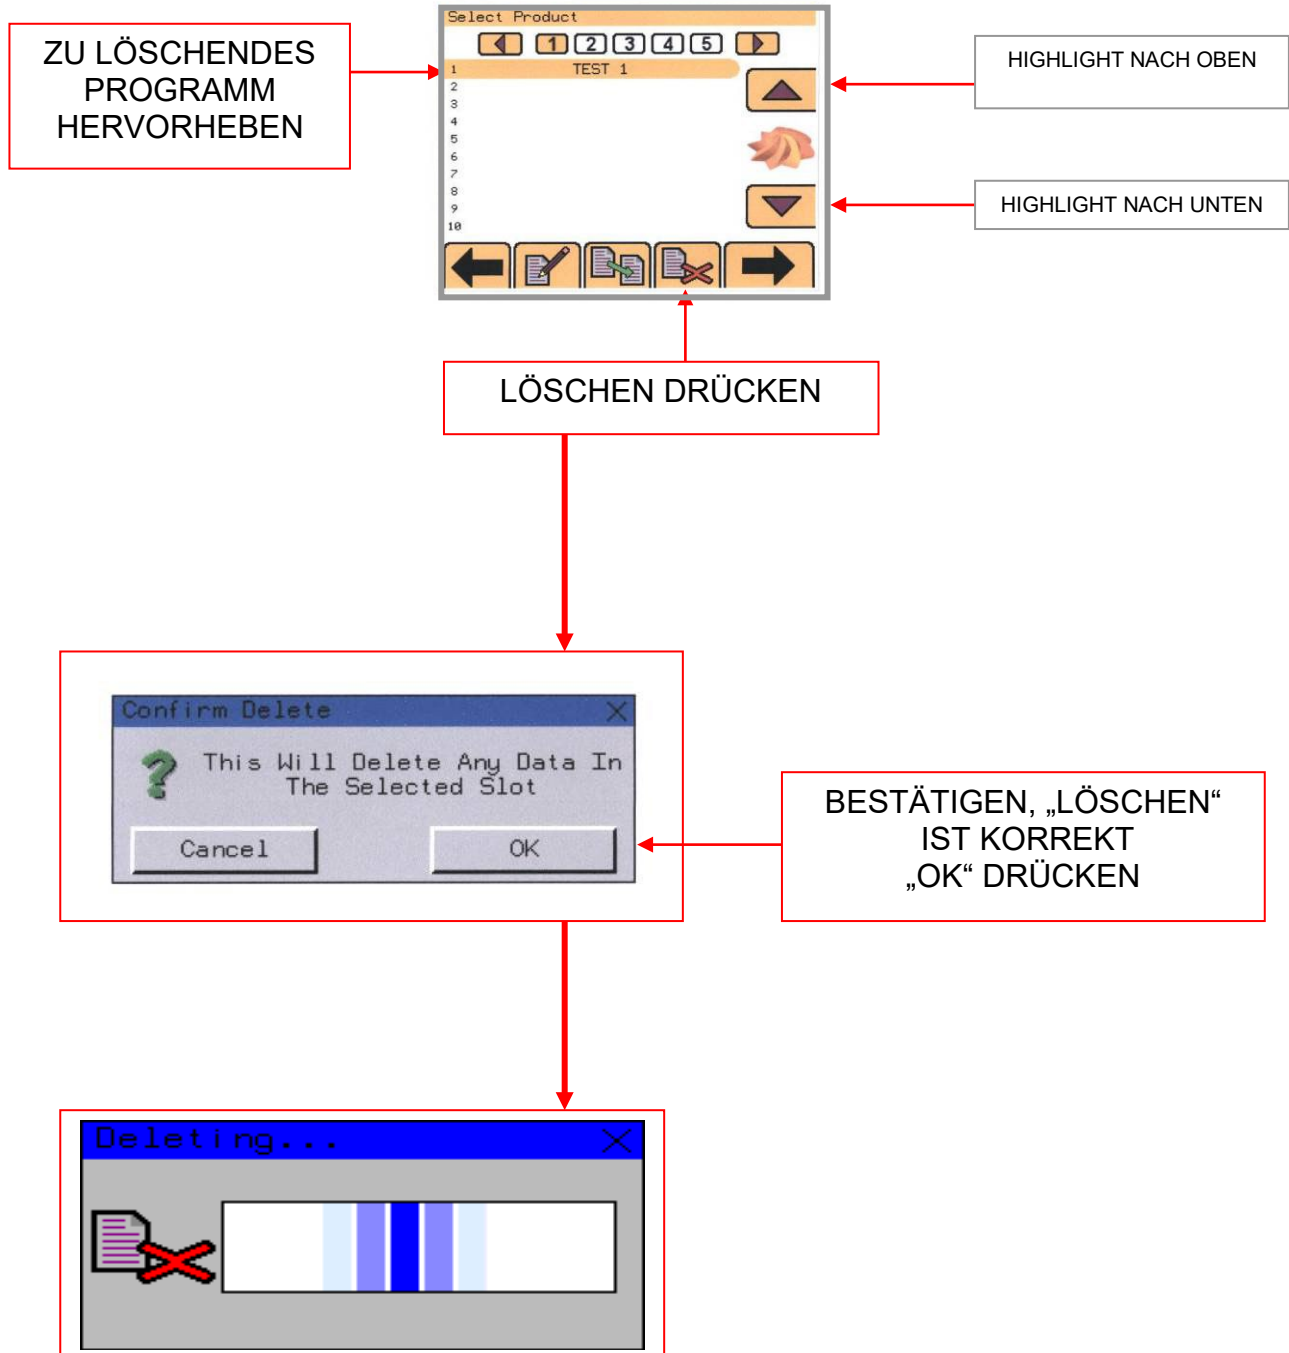 ZU LÖSCHENDES
PROGRAMM
HERVORHEBEN
Select Product
1 2 3 4 5
1 TEST 1
2
3
4
5
6
7
8
9
10
HIGHLIGHT NACH OBEN
HIGHLIGHT NACH UNTEN
LÖSCHEN DRÜCKEN
Confirm Delete
? This Will Delete Any Data In
The Selected Slot
Cancel OK
BESTÄTIGEN, „LÖSCHEN“
IST KORREKT
„OK“ DRÜCKEN
Deleting...